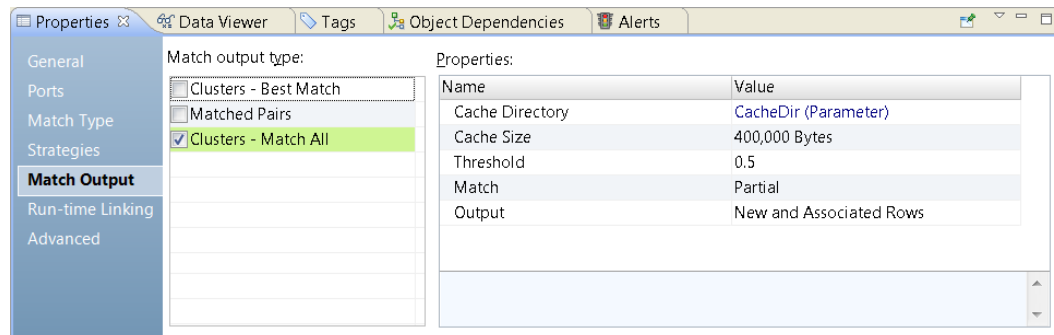 Properties Data Viewer Tags Object Dependencies Alerts
General
Ports
Match Type
Strategies
Match Output
Run-time Linking
Advanced
Match output type:
Clusters - Best Match
Matched Pairs
Clusters - Match All
Properties:
Name Value
Cache Directory CacheDir (Parameter)
Cache Size 400,000 Bytes
Threshold 0.5
Match Partial
Output New and Associated Rows